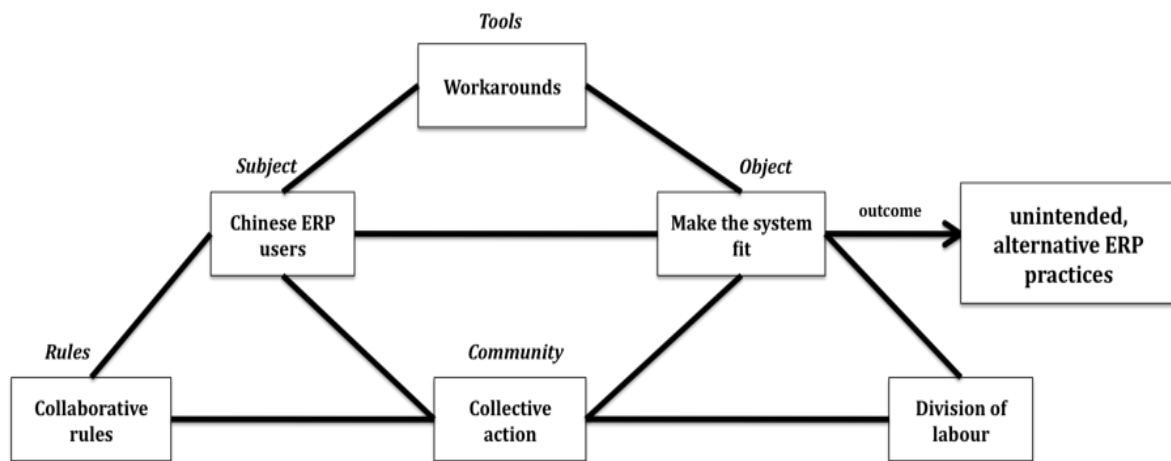 Tools
Workarounds
Subject
Object
Chinese ERP
users
Make the system
fit
outcome
unintended,
alternative ERP
practices
Rules
Community
Collaborative
rules
Collective
action
Division of
labour